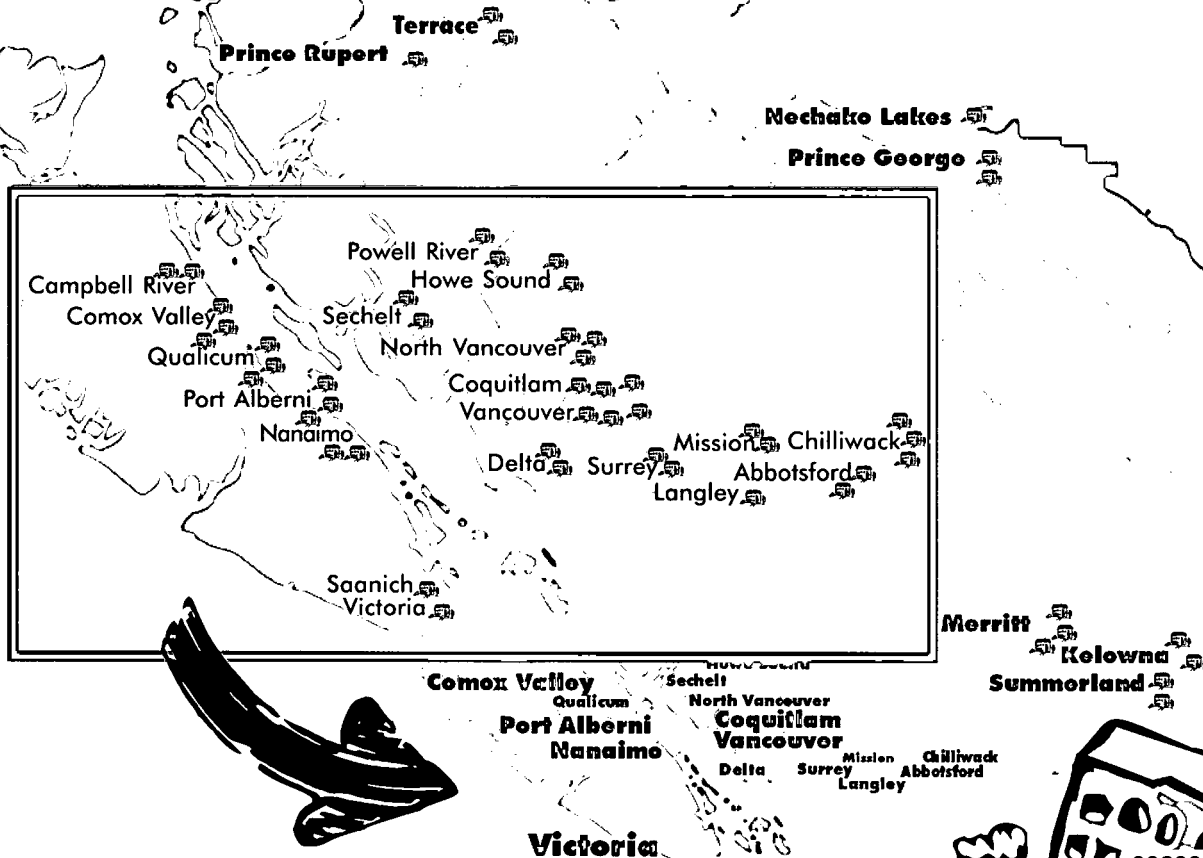 Terrace
Prince Rupert
Nechako Lakes
Prince George
Powell River
Howe Sound
Campbell River
Comox Valley
Sechelt
Qualicum
North Vancouver
Port Alberni
Coquitlam
Vancouver
Nanaimo
Mission
Chilliwack
Delta
Surrey
Abbotsford
Langley
Saanich
Victoria
Merritt
Kelowna
Summerland
Howe Sound
Comox Valley
Sechelt
Qualicum
North Vancouver
Port Alberni
Coquitlam
Nanaimo
Vancouver
Mission
Chilliwack
Delta
Surrey
Abbotsford
Langley
Victoria